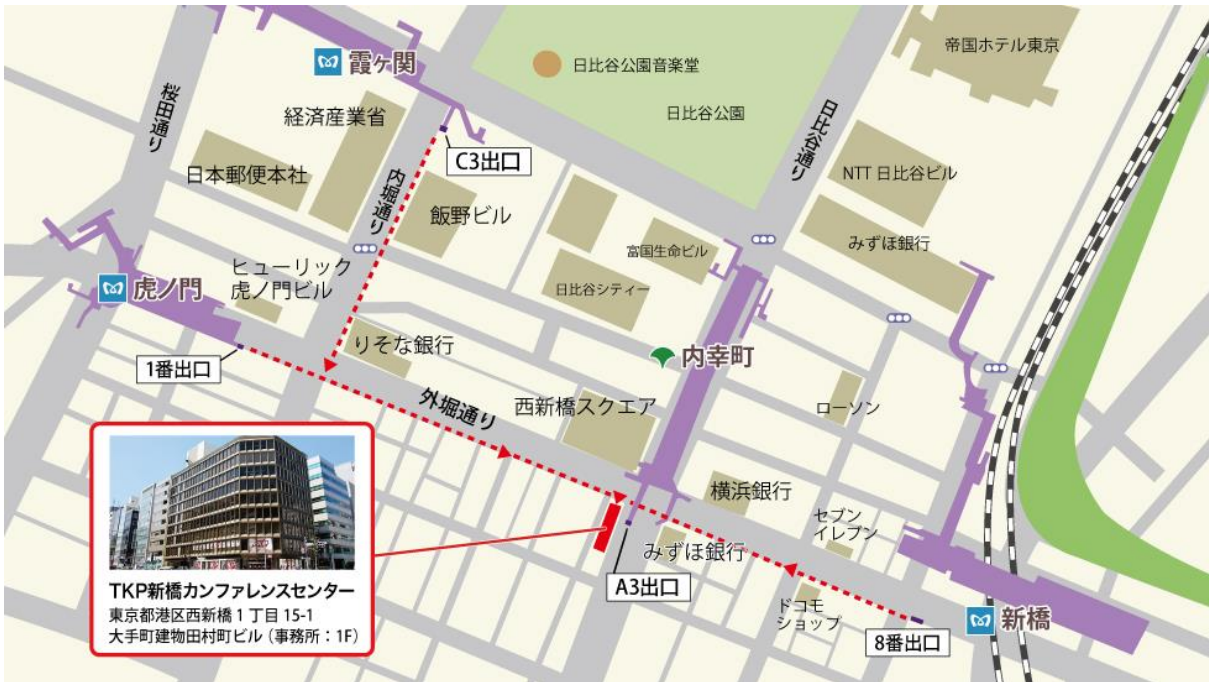 霞ケ関
桜田通り
経済産業省
日本郵便本社
C3出口
内堀通り
飯野ビル
日比谷公園音楽堂
日比谷公園
日比谷通り
帝国ホテル東京
NTT 日比谷ビル
みずほ銀行
富国生命ビル
日比谷シティー
虎ノ門
ヒューリック
虎ノ門ビル
1番出口
りそな銀行
外堀通り
西新橋スクエア
内幸町
ローソン
横浜銀行
セブン
イレブン
みずほ銀行
A3出口
ドコモ
ショップ
8番出口
新橋
TKP新橋カンファレンスセンター
東京都港区西新橋1丁目15-1
大手町建物田村町ビル（事務所：1F）